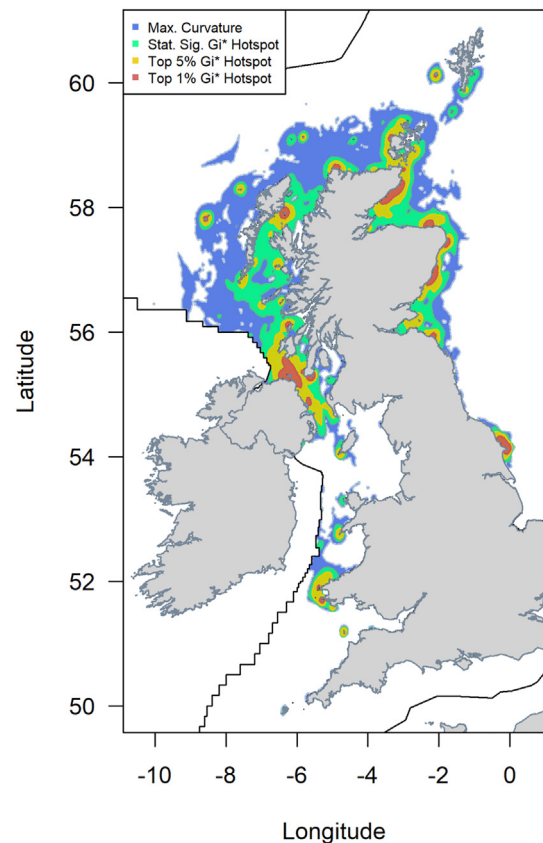 Max. Curvature
Stat. Sig. Gi* Hotspot
Top 5% Gi* Hotspot
Top 1% Gi* Hotspot
60
58
56
54
52
50
Latitude
-10 -8 -6 -4 -2 0
Longitude